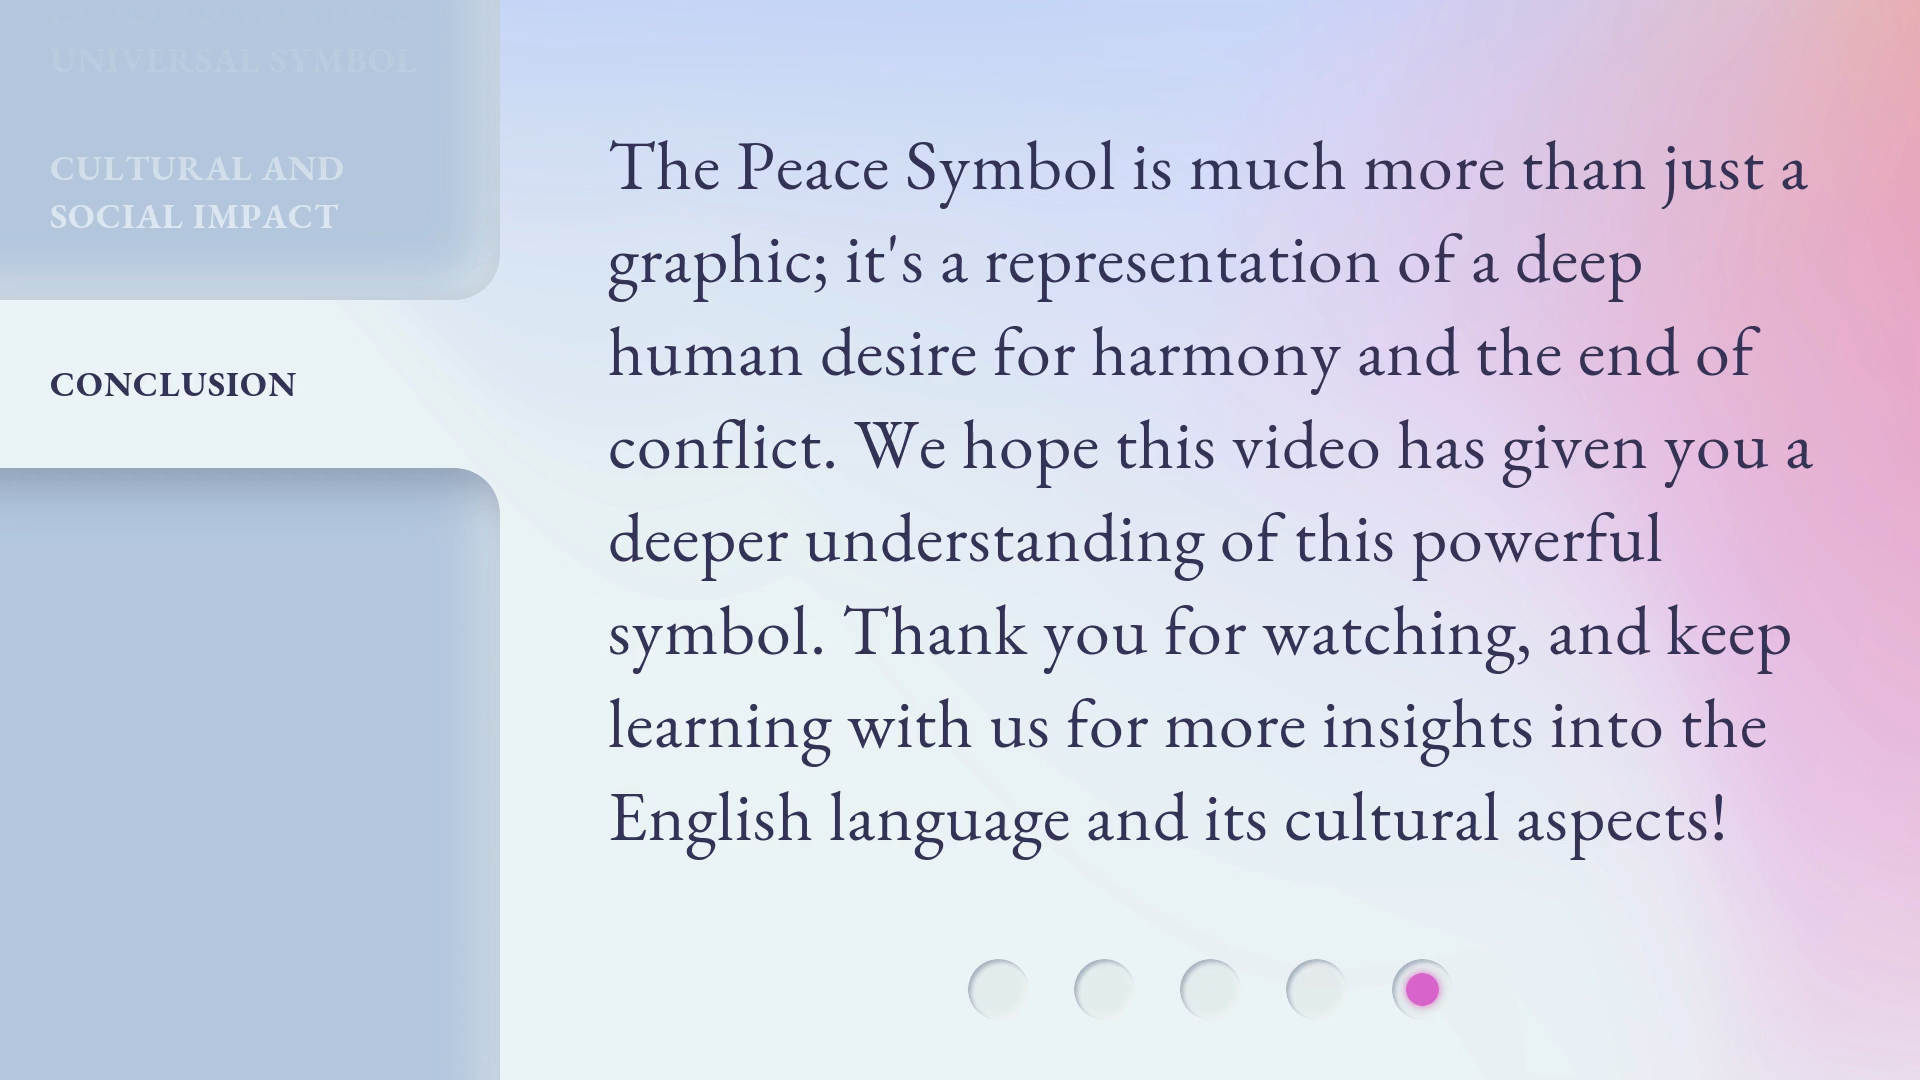 UNIVERSAL SYMBOL
CULTURAL AND
SOCIAL IMPACT
CONCLUSION
The Peace Symbol is much more than just a
graphic; it's a representation of a deep
human desire for harmony and the end of
conflict. We hope this video has given you a
deeper understanding of this powerful
symbol. Thank you for watching, and keep
learning with us for more insights into the
English language and its cultural aspects!